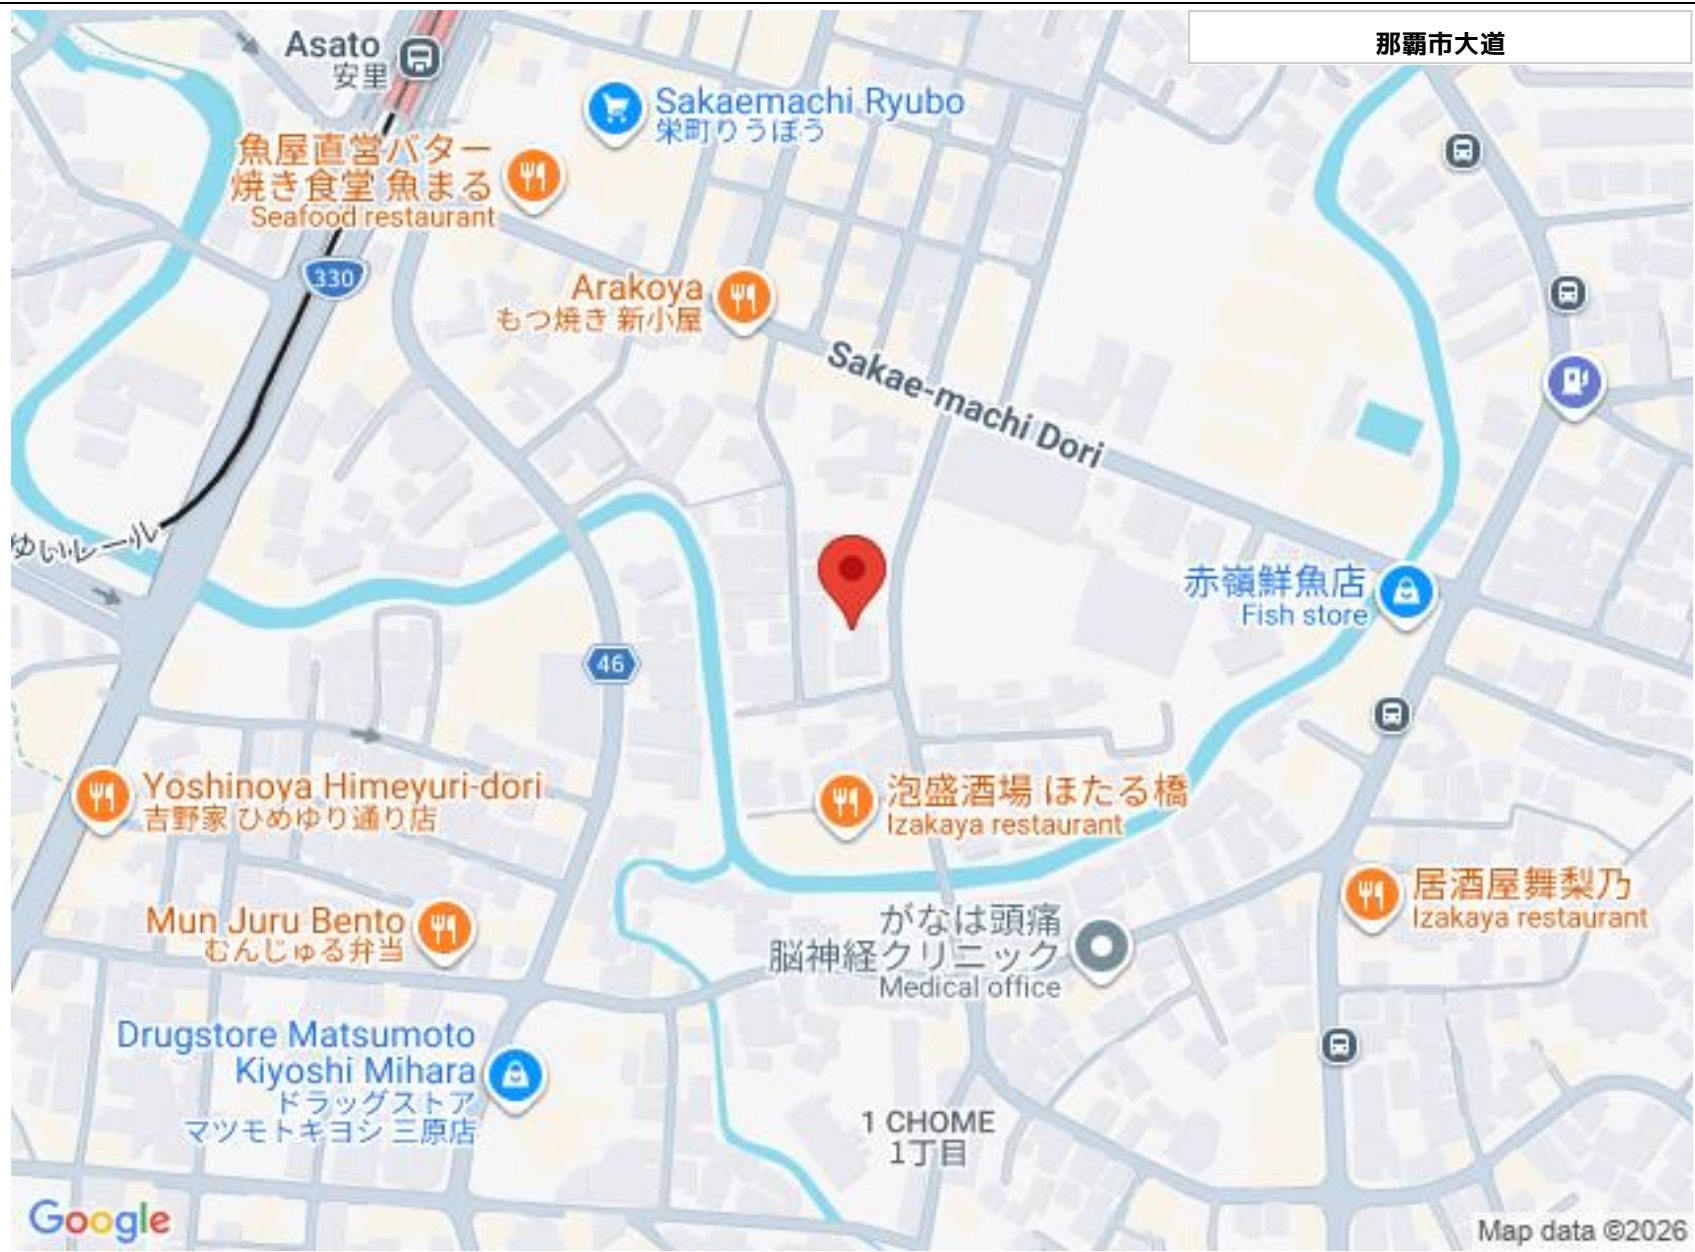 那覇市大道
Asato
安里
Sakaemachi Ryubo
栄町りうぼう
魚屋直営バター
焼き食堂 魚まる
Seafood restaurant
330
Arakoya
もつ焼き 新小屋
Sakae-machi Dori
ゆいレール
赤嶺鮮魚店
Fish store
46
Yoshinoya Himeyuri-dori
吉野家 ひめゆり通り店
泡盛酒場 ほたる橋
Izakaya restaurant
居酒屋舞梨乃
Izakaya restaurant
Mun Juru Bento
むんじゅる弁当
がなは頭痛
脳神経クリニック
Medical office
Drugstore Matsumoto
Kiyoshi Mihara
ドラッグストア
マツモトキヨシ 三原店
1 CHOME
1丁目
Google
Map data ©2026